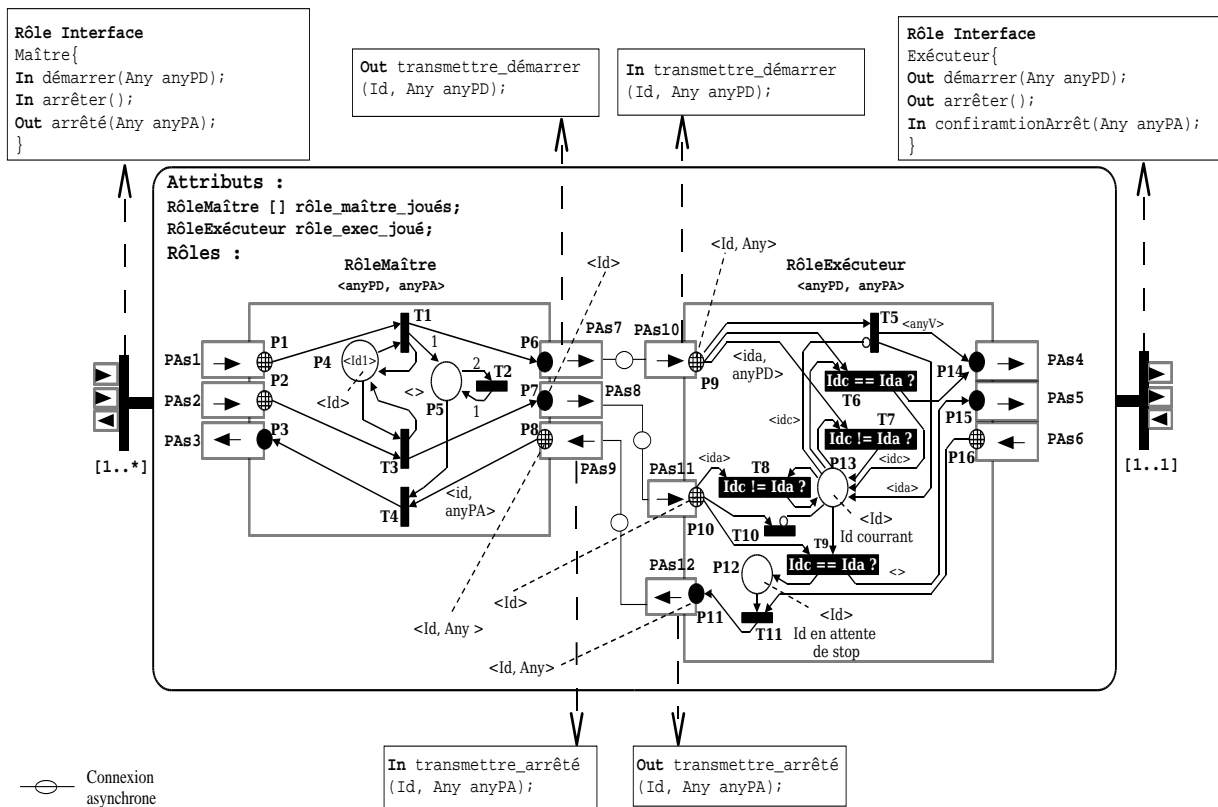 Rôle Interface
Maître{
In démarrer(Any anyPD);
In arrêter();
Out arrêté(Any anyPA);
}
Out transmettre_démarrer
(Id, Any anyPD);
In transmettre_démarrer
(Id, Any anyPD);
Rôle Interface
Exécuteur{
Out démarrer(Any anyPD);
Out arrêter();
In confiramtionArrêt(Any anyPA);
}
Attributs :
RôleMaître [] rôle_maître_joués;
RôleExécuteur rôle_exec_joué;
Rôles :
RôleMaître
<anyPD, anyPA>
<Id>
<Id, Any>
RôleExécuteur
<anyPD, anyPA>
PAs1
P1
P4
<Id1>
<Id>
T1
1
P6
PAs7
PAs10
P9
T5
<anyV>
P14
PAs4
PAs2
P2
<>
P5
2
T2
1
P7
PAs8
<ida,
anyPD>
Idc == Ida ?
T6
P15
PAs5
PAs3
P3
T3
P8
PAs9
<idc>
T7
Idc != Ida ?
P13
<idc>
P16
PAs6
[1..*]
[1..1]
T4
<id,
anyPA>
PAs11
P10
<ida>
T8
Idc != Ida ?
<ida>
T10
<Id>
Id courrant
T9
Idc == Ida ?
<>
PAs12
P11
P12
T11
<Id>
Id en attente
de stop
<Id>
<Id, Any >
<Id, Any>
In transmettre_arrêté
(Id, Any anyPA);
Out transmettre_arrêté
(Id, Any anyPA);
Connexion
asynchrone